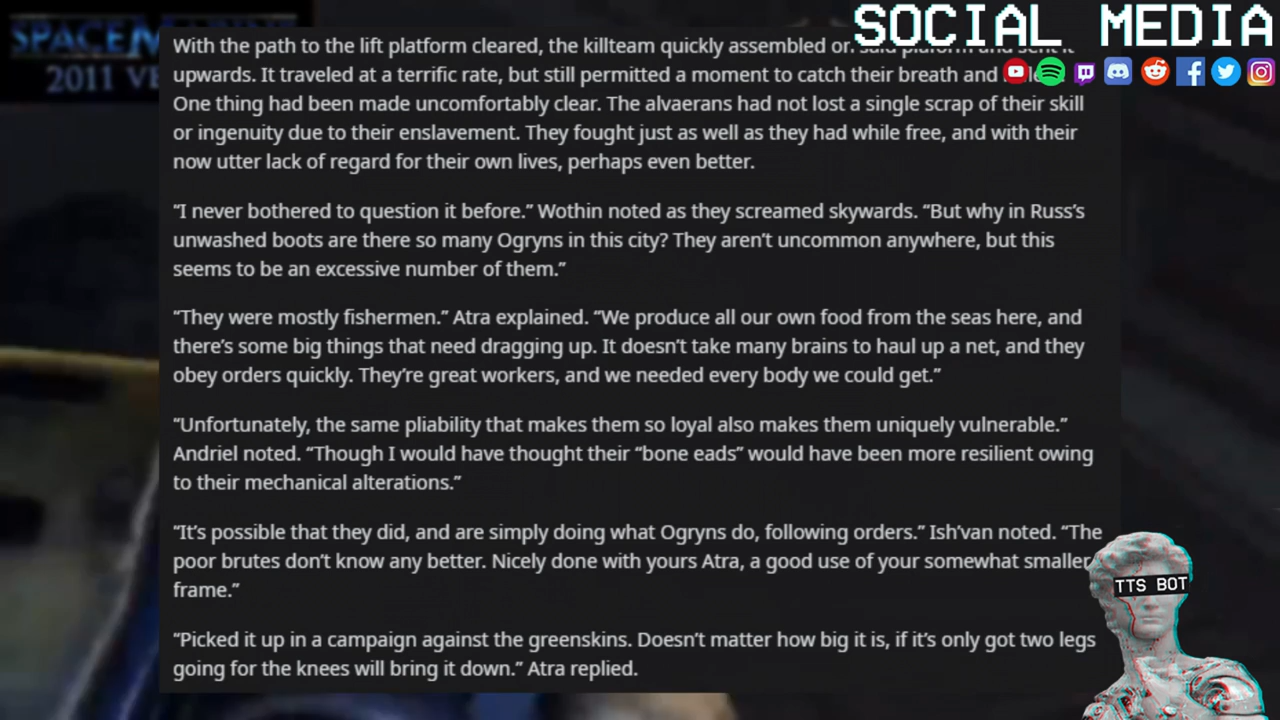 SOCIAL MEDIA
SPACEM
2011 VE
With the path to the lift platform cleared, the killteam quickly assembled or. said plaform and sent it
upwards. It traveled at a terrific rate, but still permitted a moment to catch their breath and
One thing had been made uncomfortably clear. The alvaerans had not lost a single scrap of their skill
or ingenuity due to their enslavement. They fought just as well as they had while free, and with their
now utter lack of regard for their own lives, perhaps even better.
“I never bothered to question it before.” Wothin noted as they screamed skywards. “But why in Russ’s
unwashed boots are there so many Ogryns in this city? They aren’t uncommon anywhere, but this
seems to be an excessive number of them.”
“They were mostly fishermen.” Atra explained. “We produce all our own food from the seas here, and
there’s some big things that need dragging up. It doesn’t take many brains to haul up a net, and they
obey orders quickly. They’re great workers, and we needed every body we could get.”
“Unfortunately, the same pliability that makes them so loyal also makes them uniquely vulnerable.”
Andriel noted. “Though I would have thought their “bone eads” would have been more resilient owing
to their mechanical alterations.”
“It’s possible that they did, and are simply doing what Ogryns do, following orders.” Ish’van noted. “The
poor brutes don’t know any better. Nicely done with yours Atra, a good use of your somewhat smaller
frame.”
“Picked it up in a campaign against the greenskins. Doesn’t matter how big it is, if it’s only got two legs
going for the knees will bring it down.” Atra replied.
TTS BOT